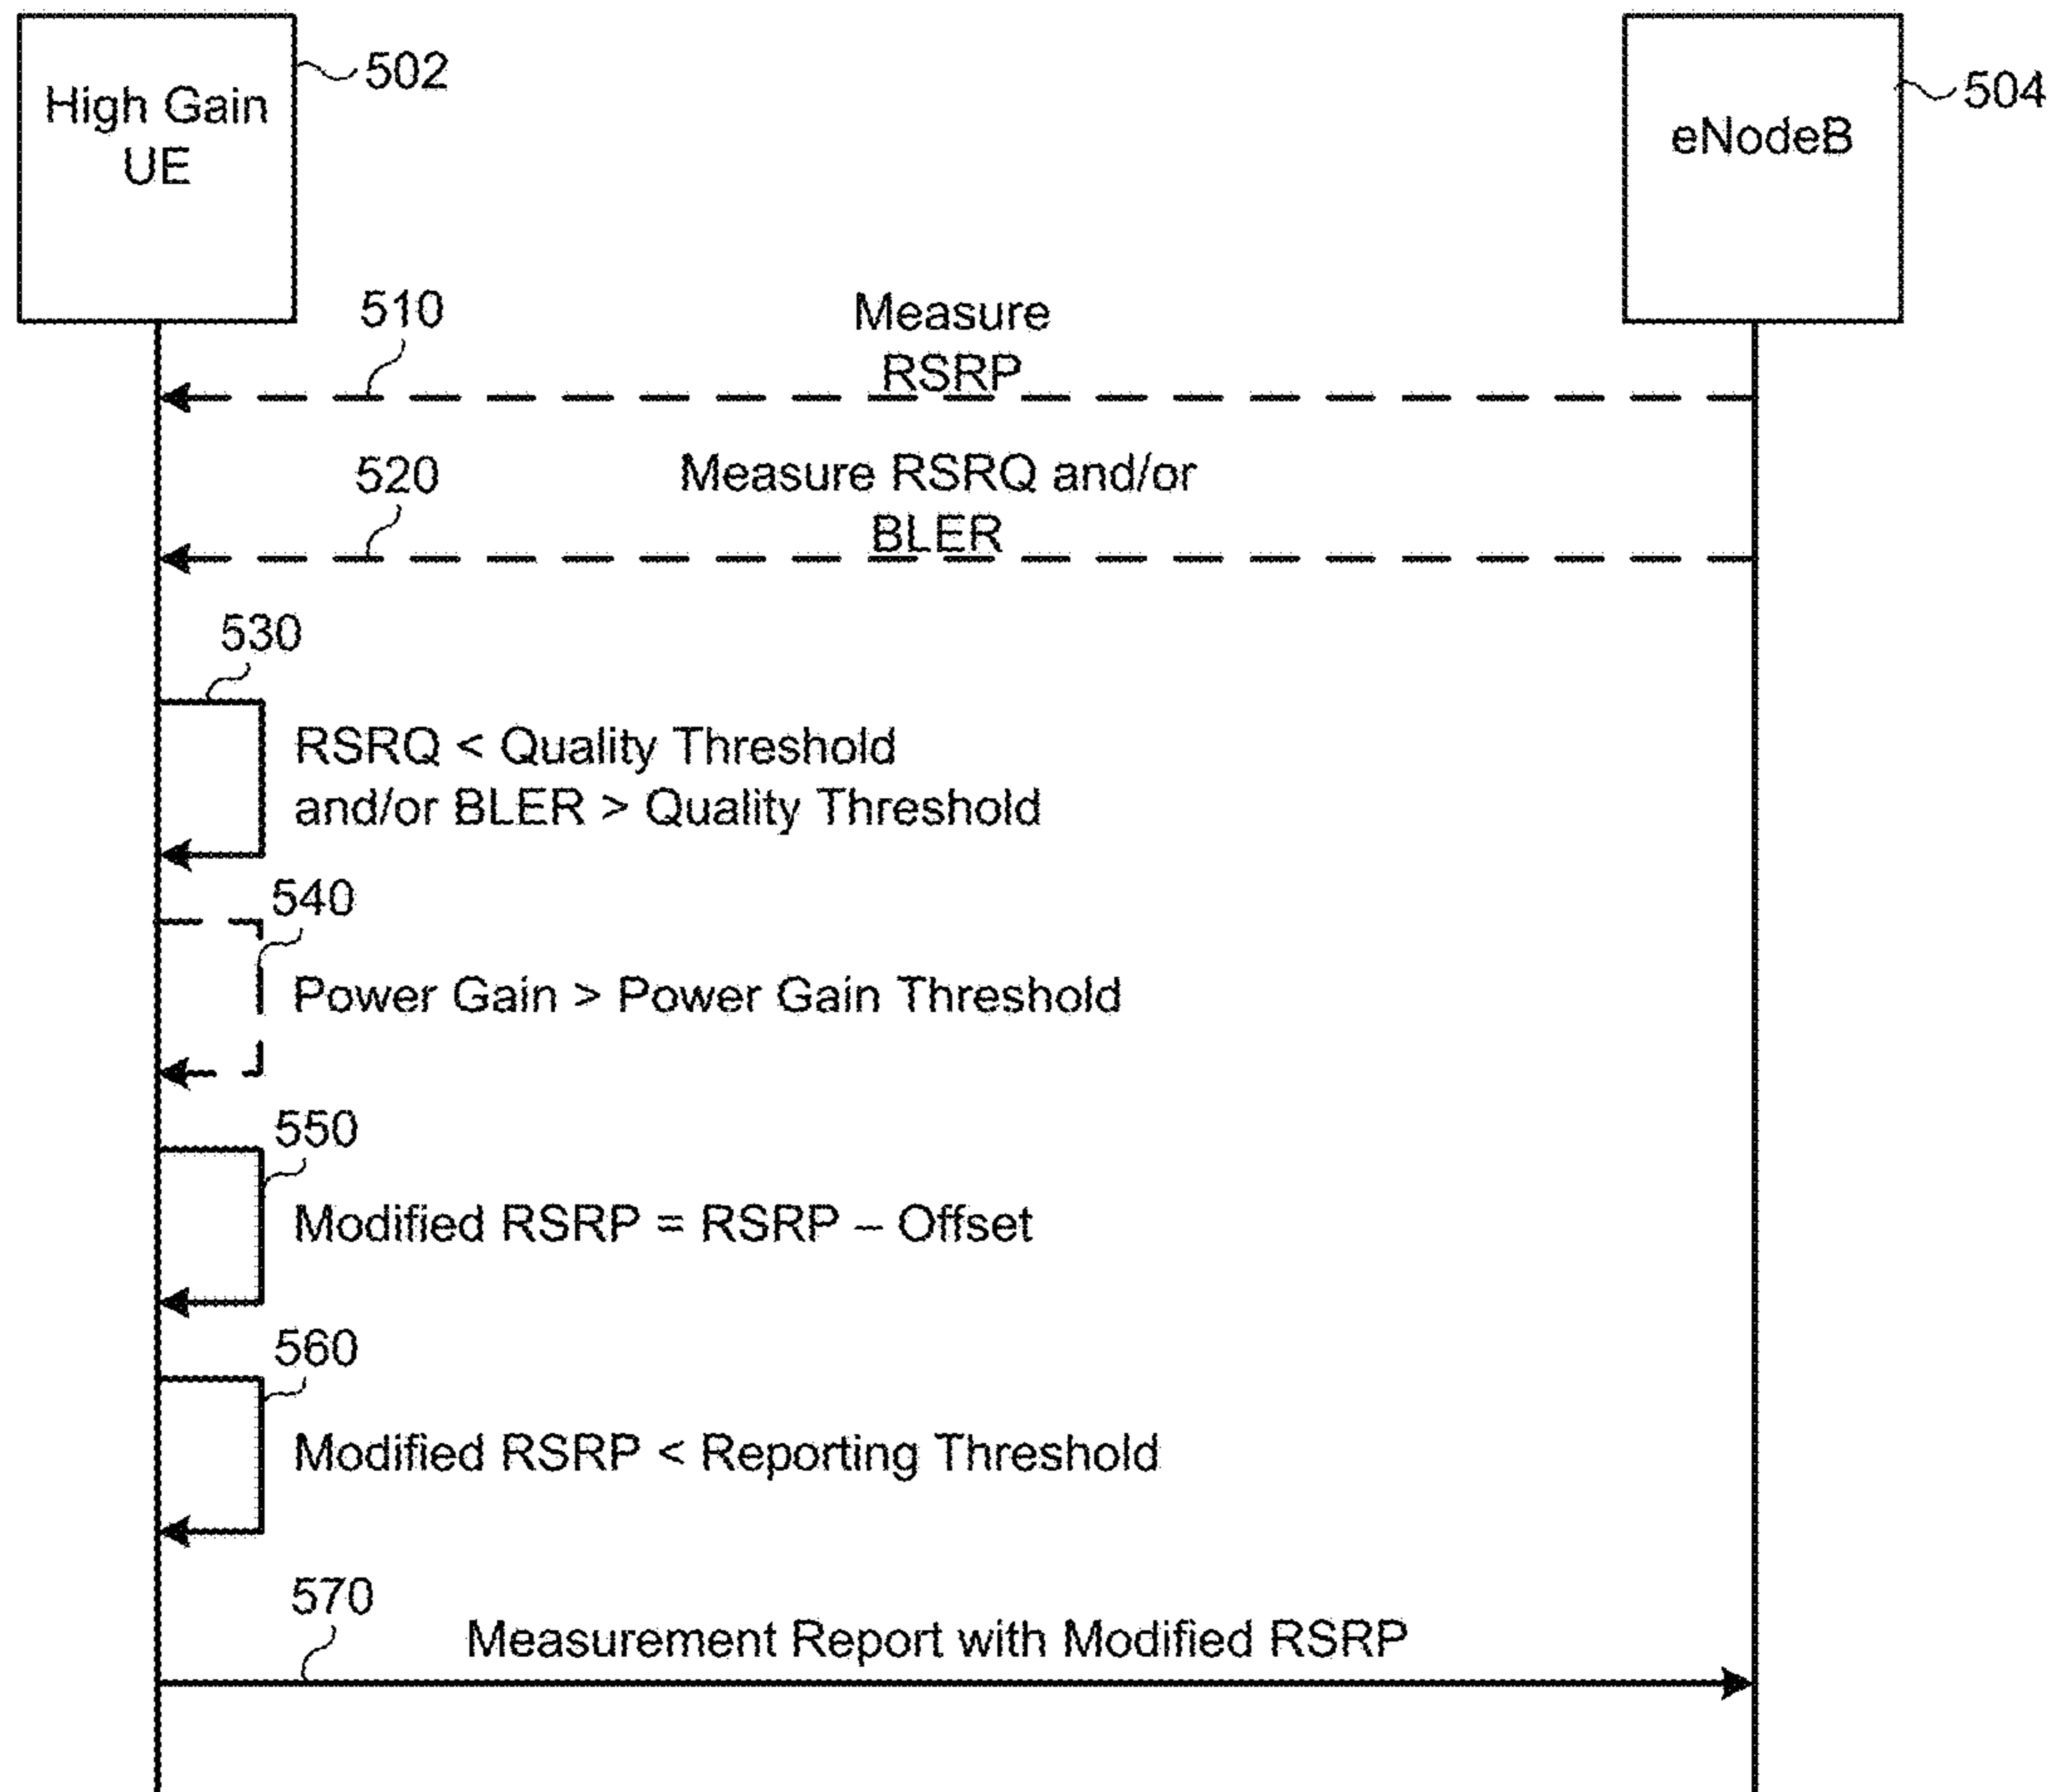 High Gain
UE
502
eNodeB
504
510
Measure
RSRP
520
Measure RSRQ and/or
BLER
530
RSRQ < Quality Threshold
and/or BLER > Quality Threshold
540
Power Gain > Power Gain Threshold
550
Modified RSRP = RSRP – Offset
560
Modified RSRP < Reporting Threshold
570
Measurement Report with Modified RSRP